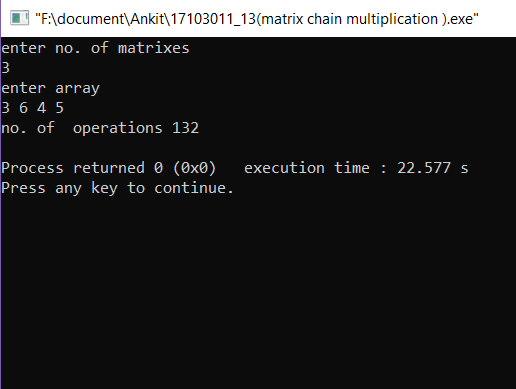 "F:\document\Ankit\17103011_13(matrix chain multiplication ).exe"
enter no. of matrixes
3
enter array
3 6 4 5
no. of  operations 132
Process returned 0 (0x0)   execution time : 22.577 s
Press any key to continue.